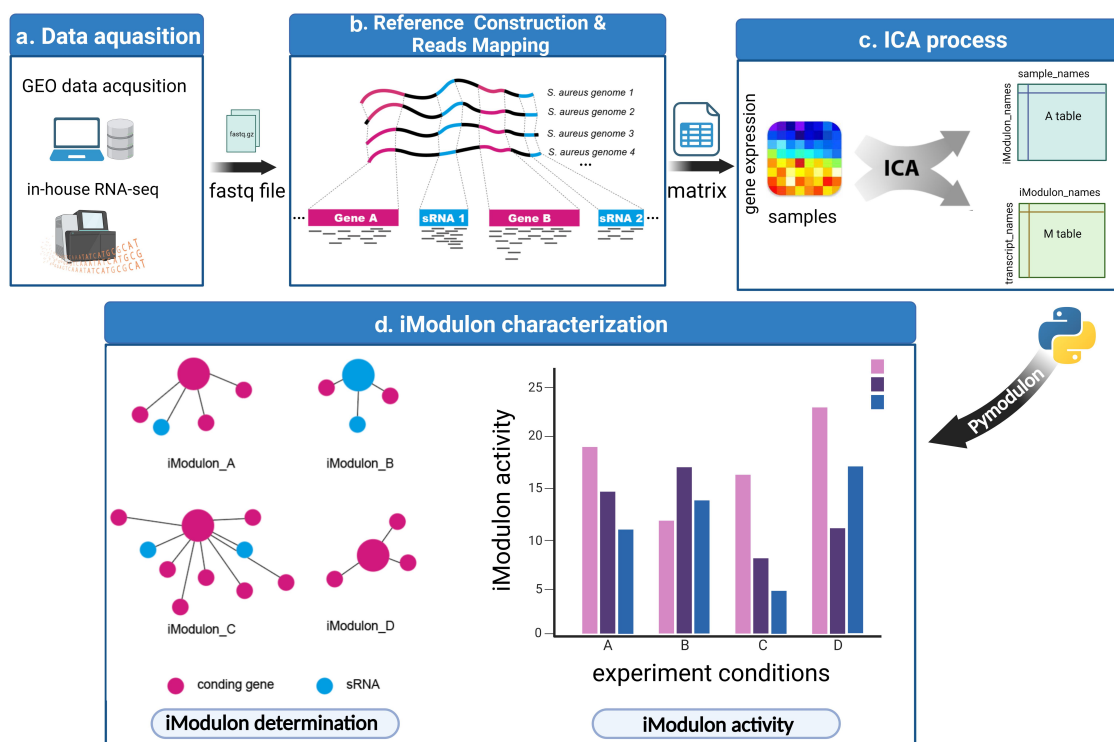 a. Data aquasition
GEO data acqusition
in-house RNA-seq
ATATCATGCGCAT
AAATATCATGCG
AAATATCATGCGCAT
fastq.gz
fastq file
b. Reference Construction &
Reads Mapping
S. aureus genome 1
S. aureus genome 2
S. aureus genome 3
S. aureus genome 4
...
... Gene A sRNA 1 Gene B sRNA 2 ...
matrix
c. ICA process
gene expression
samples
ICA
sample_names
iModulon_names
A table
iModulon_names
transcript_names
M table
Pymodulon
d. iModulon characterization
iModulon_A
iModulon_B
iModulon_C
iModulon_D
conding gene
sRNA
iModulon determination
iModulon activity
25
20
15
10
5
0
A B C D
experiment conditions
iModulon activity